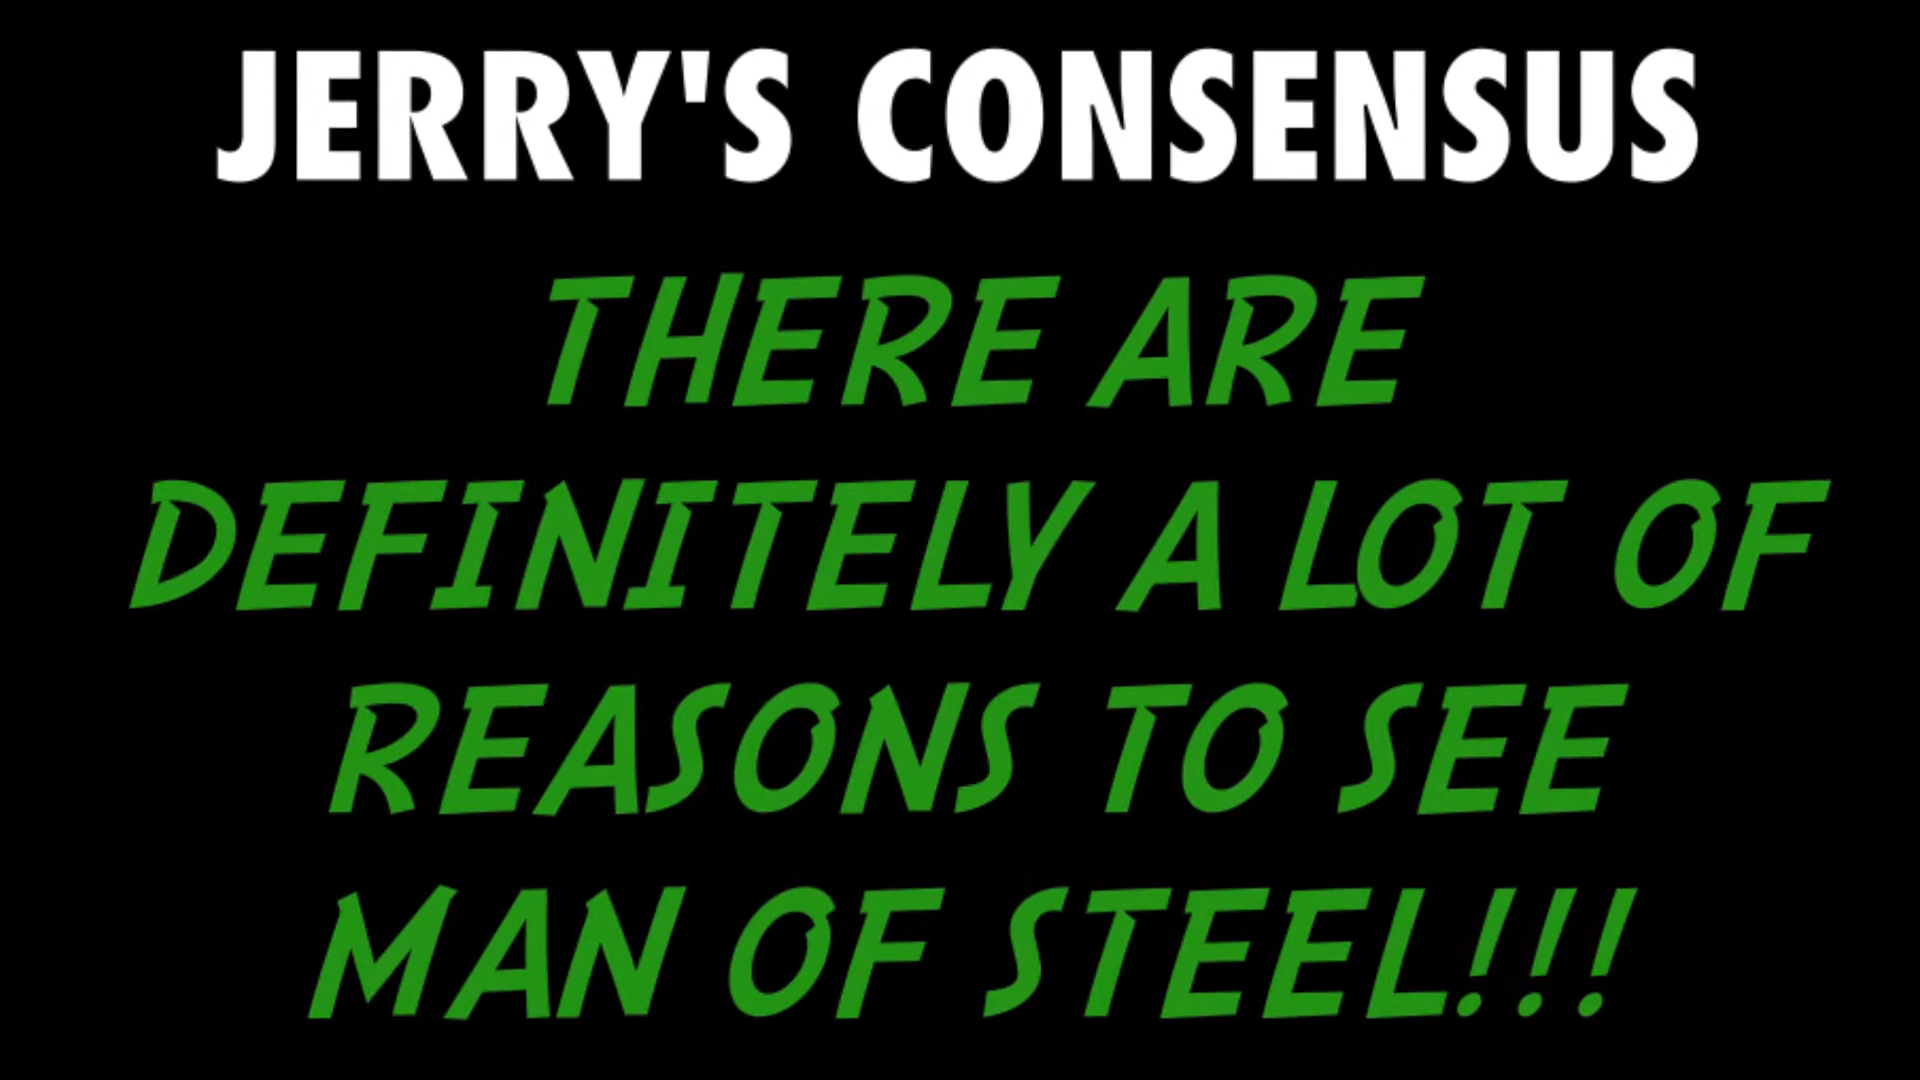 JERRY'S CONSENSUS
THERE ARE
DEFINITELY A LOT OF
REASONS TO SEE
MAN OF STEEL!!!